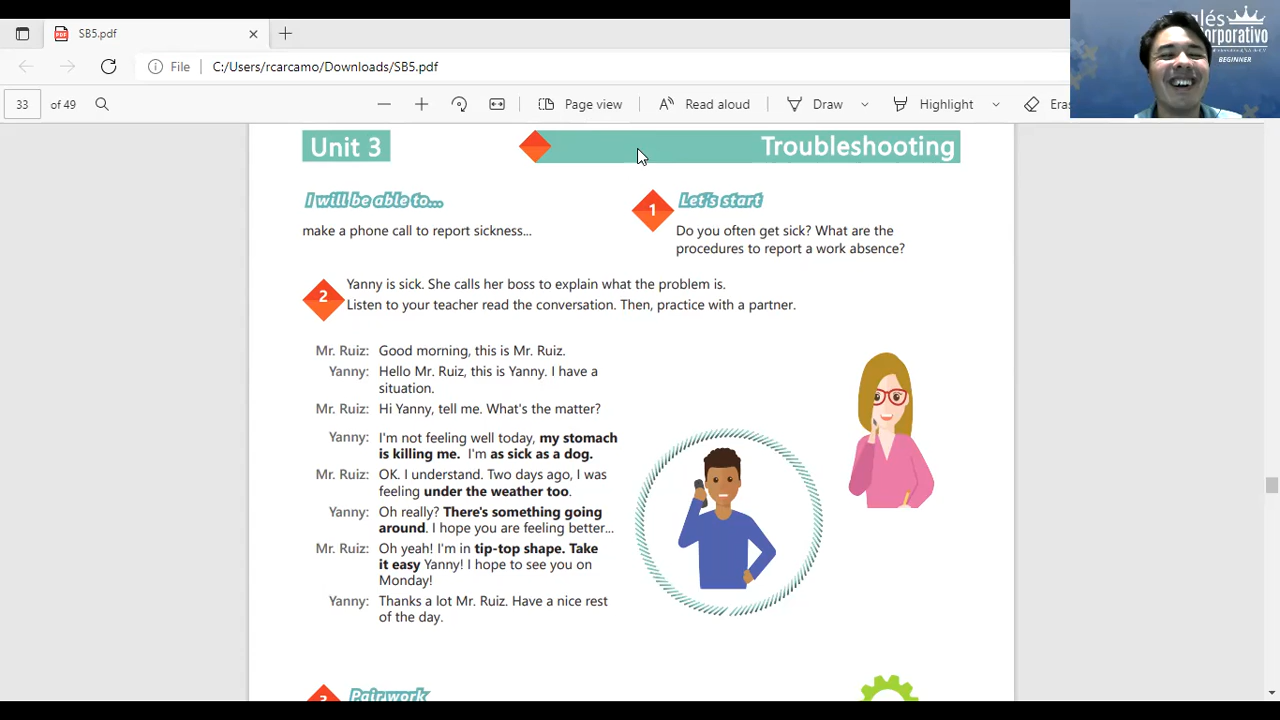 SB5.pdf
File
C:/Users/rcarcamo/Downloads/SB5.pdf
33
of 49
Page view
Read aloud
Draw
Highlight
Eras
inglés
corporativo
BEGINNER
Unit 3
Troubleshooting
I will be able to...
make a phone call to report sickness...
1
Let's start
Do you often get sick? What are the
procedures to report a work absence?
2
Yanny is sick. She calls her boss to explain what the problem is.
Listen to your teacher read the conversation. Then, practice with a partner.
Mr. Ruiz: Good morning, this is Mr. Ruiz.
Yanny: Hello Mr. Ruiz, this is Yanny. I have a
situation.
Mr. Ruiz: Hi Yanny, tell me. What's the matter?
Yanny: I'm not feeling well today, my stomach
is killing me. I'm as sick as a dog.
Mr. Ruiz: OK. I understand. Two days ago, I was
feeling under the weather too.
Yanny: Oh really? There's something going
around. I hope you are feeling better...
Mr. Ruiz: Oh yeah! I'm in tip-top shape. Take
it easy Yanny! I hope to see you on
Monday!
Yanny: Thanks a lot Mr. Ruiz. Have a nice rest
of the day.
3
Pair work